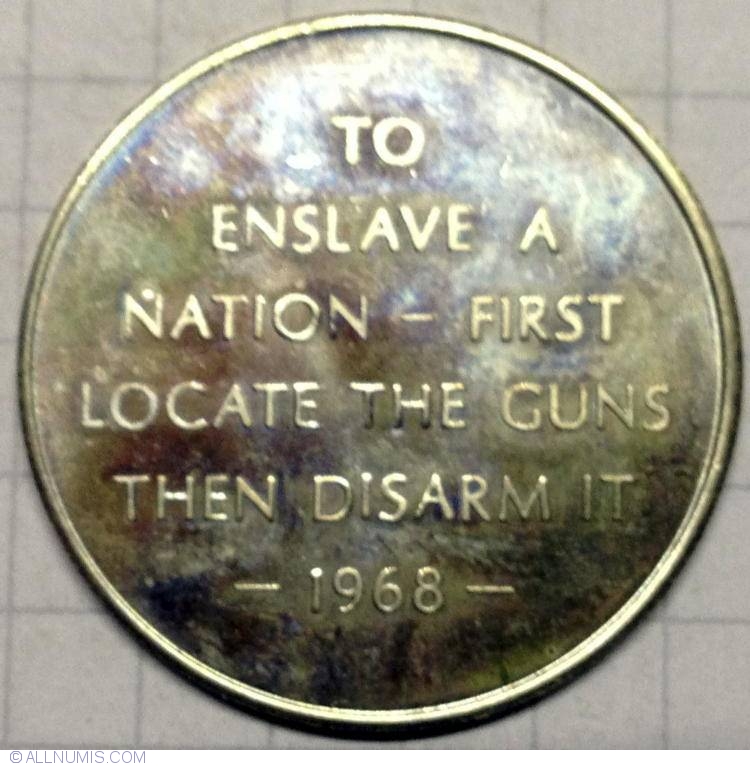 TO
ENSLAVE A
NATION – FIRST
LOCATE THE GUNS
THEN DISARM IT
– 1968 –
© ALLNUMIS.COM